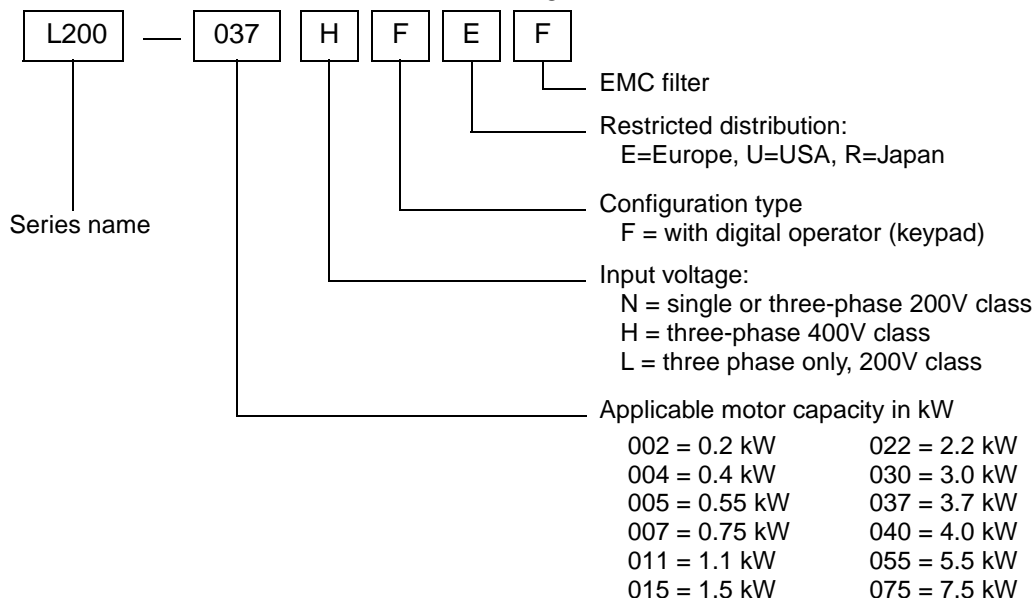 L200 — 037 H F E F
EMC filter
Restricted distribution:
E=Europe, U=USA, R=Japan
Configuration type
F = with digital operator (keypad)
Series name
Input voltage:
N = single or three-phase 200V class
H = three-phase 400V class
L = three phase only, 200V class
Applicable motor capacity in kW
002 = 0.2 kW 022 = 2.2 kW
004 = 0.4 kW 030 = 3.0 kW
005 = 0.55 kW 037 = 3.7 kW
007 = 0.75 kW 040 = 4.0 kW
011 = 1.1 kW 055 = 5.5 kW
015 = 1.5 kW 075 = 7.5 kW